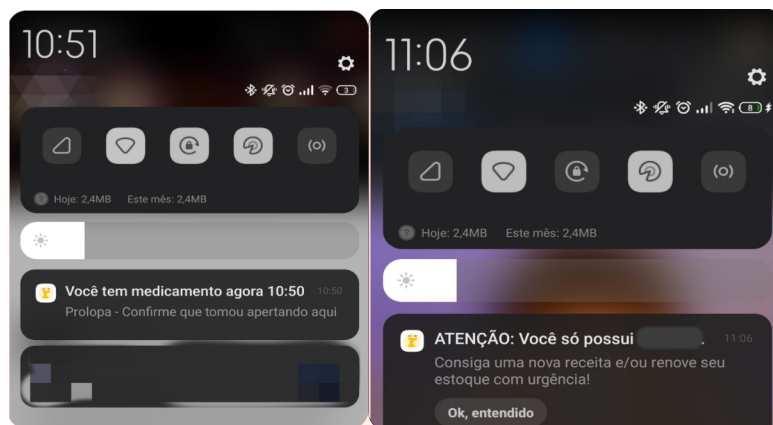 10:51
3
Hoje: 2,4MB Este mês: 2,4MB
Você tem medicamento agora 10:50 10:50
Prolopa - Confirme que tomou apertando aqui
11:06
8
Hoje: 2,4MB Este mês: 2,4MB
ATENÇÃO: Você só possui . 11:06
Consiga uma nova receita e/ou renove seu
estoque com urgência!
Ok, entendido